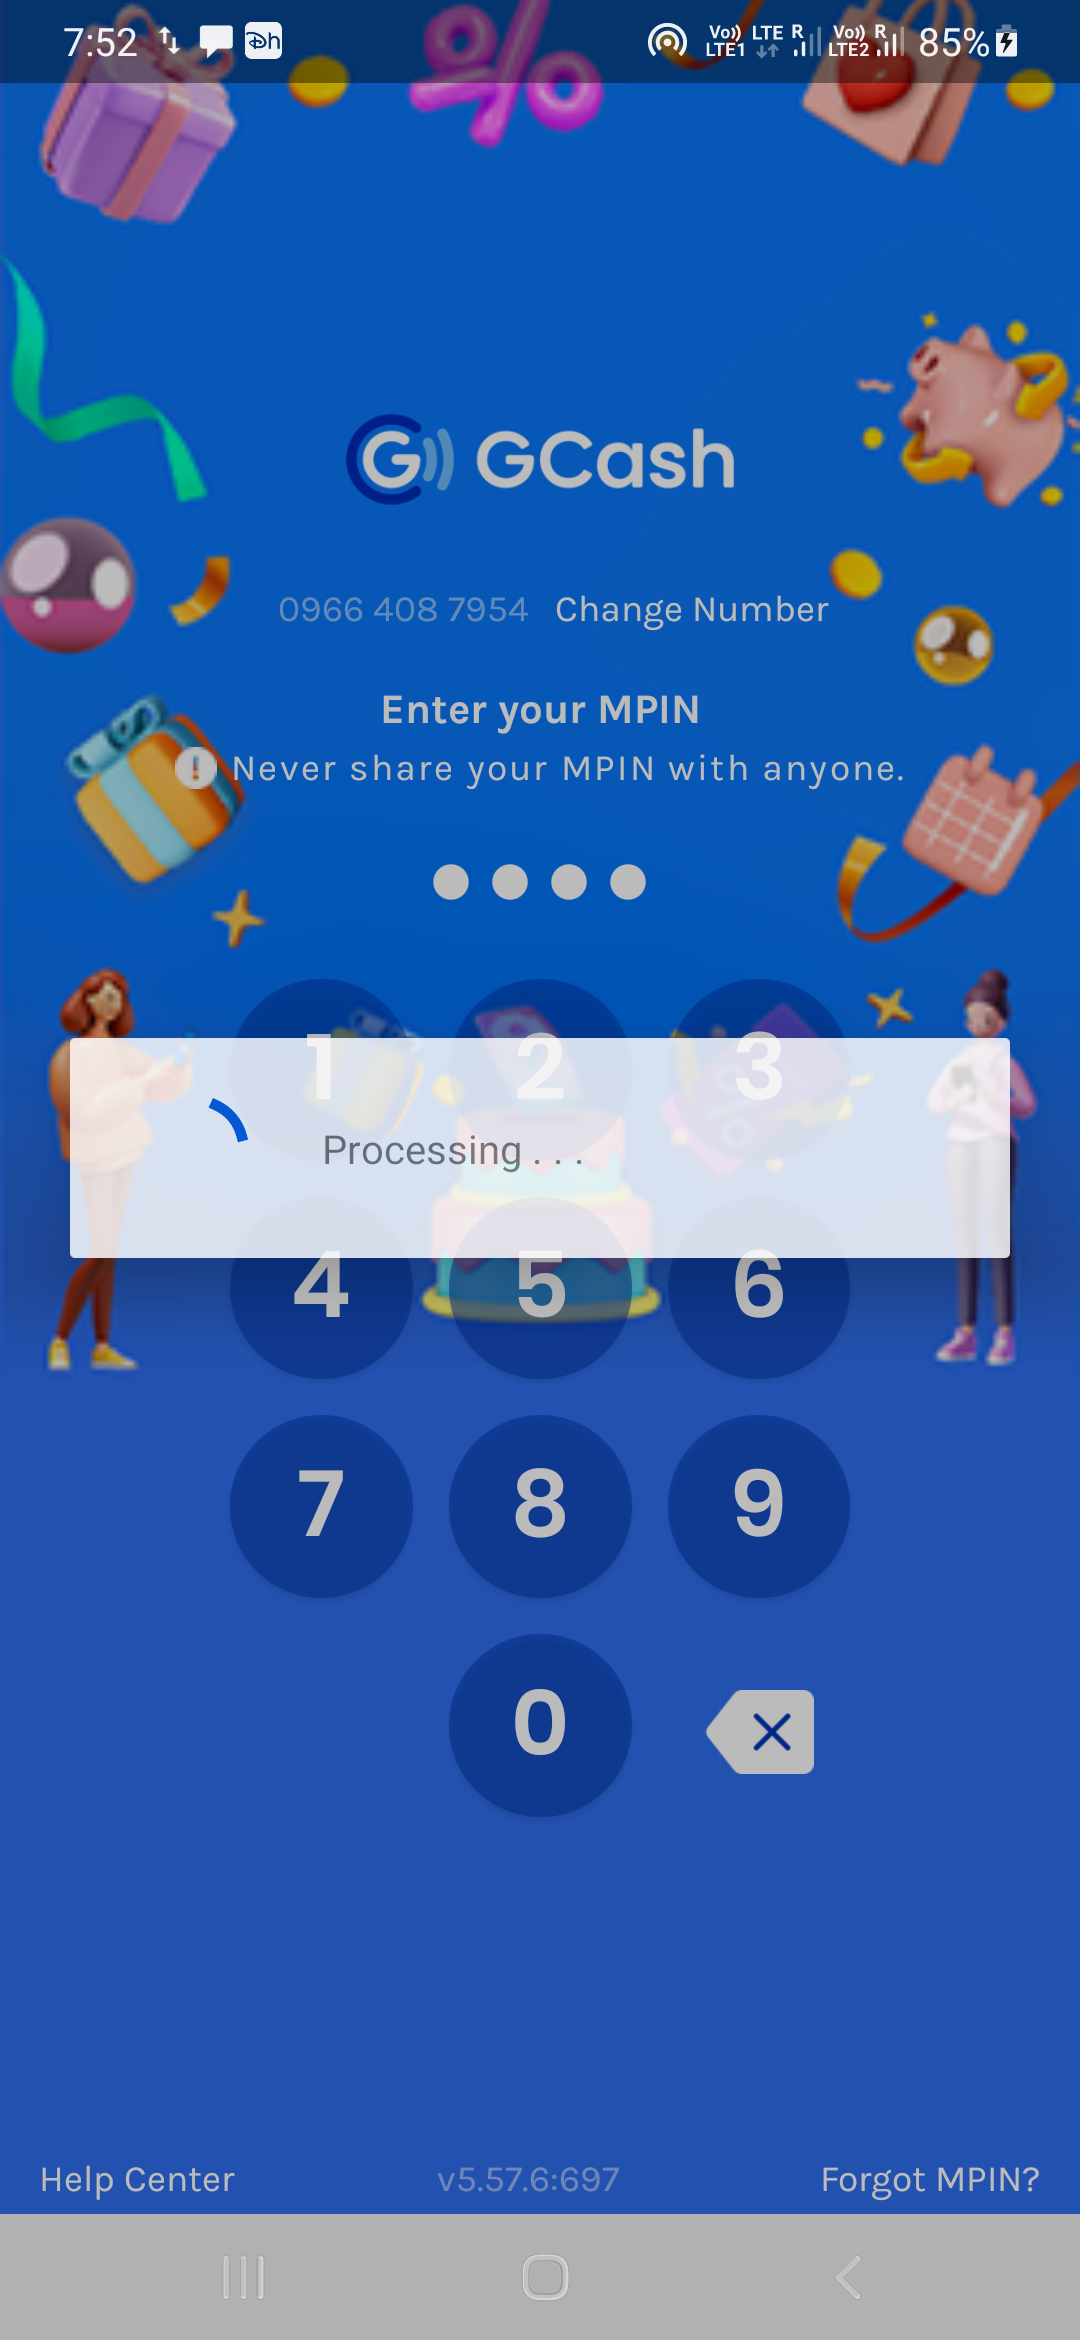 7:52 Dh Vo)) LTE1 LTE R Vo)) LTE2 R 85%
G GCash
0966 408 7954 Change Number
Enter your MPIN
! Never share your MPIN with anyone.
1 2 3
Processing . . .
4 5 6
7 8 9
0
Help Center v5.57.6:697 Forgot MPIN?